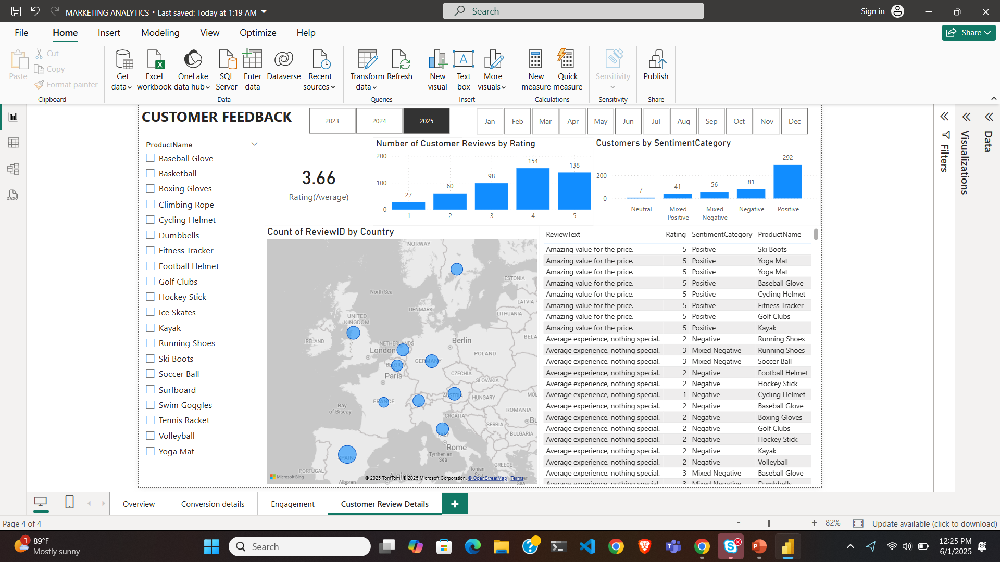 MARKETING ANALYTICS • Last saved: Today at 1:19 AM
Search
Sign in
File Home Insert Modeling View Optimize Help
Share
Paste
Cut
Copy
Format painter
Clipboard
Get data
Excel workbook
OneLake data hub
SQL Server
Enter data
Dataverse
Recent sources
Data
Transform data
Refresh
Queries
New visual
Text box
More visuals
Insert
New measure
Quick measure
Calculations
Sensitivity
Sensitivity
Publish
Share
CUSTOMER FEEDBACK
2023 2024 2025
Jan Feb Mar Apr May Jun Jul Aug Sep Oct Nov Dec
ProductName
Baseball Glove
Basketball
Boxing Gloves
Climbing Rope
Cycling Helmet
Dumbbells
Fitness Tracker
Football Helmet
Golf Clubs
Hockey Stick
Ice Skates
Kayak
Running Shoes
Ski Boots
Soccer Ball
Surfboard
Swim Goggles
Tennis Racket
Volleyball
Yoga Mat
3.66
Rating(Average)
Number of Customer Reviews by Rating
200
100
0
27 60 98 154 138
1 2 3 4 5
Customers by SentimentCategory
200
0
7 41 56 81 292
Neutral
Mixed Positive
Mixed Negative
Negative
Positive
Count of ReviewID by Country
NORWAY
ESTONIA
North Sea
LATVIA
DENMARK
LITHUANIA
UNITED KINGDOM
IRELAND
NETHERLANDS
Berlin
BELA
London
POLAND
GERMANY
BELGIUM
Paris
CZECHIA
SLOVAKIA
AUSTRIA
HUNGARY
MOL
FRANCE
Bay of Biscay
ROMANIA
CROATIA
Bu
SERBIA
ITALY
BULGARIA
Rome
Tyrrhenian Sea
SPAIN
GREECE
PORTUGAL
Ionian Sea
Algiers
Alboran
Microsoft Bing
© 2025 TomTom, © 2025 Microsoft Corporation, © OpenStreetMap Terms
ReviewText Rating SentimentCategory ProductName
Amazing value for the price. 5 Positive Ski Boots
Amazing value for the price. 5 Positive Yoga Mat
Amazing value for the price. 5 Positive Yoga Mat
Amazing value for the price. 5 Positive Baseball Glove
Amazing value for the price. 5 Positive Cycling Helmet
Amazing value for the price. 5 Positive Fitness Tracker
Amazing value for the price. 5 Positive Golf Clubs
Amazing value for the price. 5 Positive Kayak
Average experience, nothing special. 2 Negative Running Shoes
Average experience, nothing special. 3 Mixed Negative Running Shoes
Average experience, nothing special. 3 Mixed Negative Soccer Ball
Average experience, nothing special. 2 Negative Football Helmet
Average experience, nothing special. 2 Negative Hockey Stick
Average experience, nothing special. 1 Negative Cycling Helmet
Average experience, nothing special. 2 Negative Baseball Glove
Average experience, nothing special. 2 Negative Boxing Gloves
Average experience, nothing special. 2 Negative Golf Clubs
Average experience, nothing special. 2 Negative Hockey Stick
Average experience, nothing special. 2 Negative Kayak
Average experience, nothing special. 2 Negative Volleyball
Average experience, nothing special. 3 Mixed Negative Baseball Glove
Average experience, nothing special. 3 Mixed Negative Dumbbells
Filters
Visualizations
Data
Overview Conversion details Engagement Customer Review Details
Page 4 of 4
82%
Update available (click to download)
1
89°F
Mostly sunny
Search
12:25 PM
6/1/2025